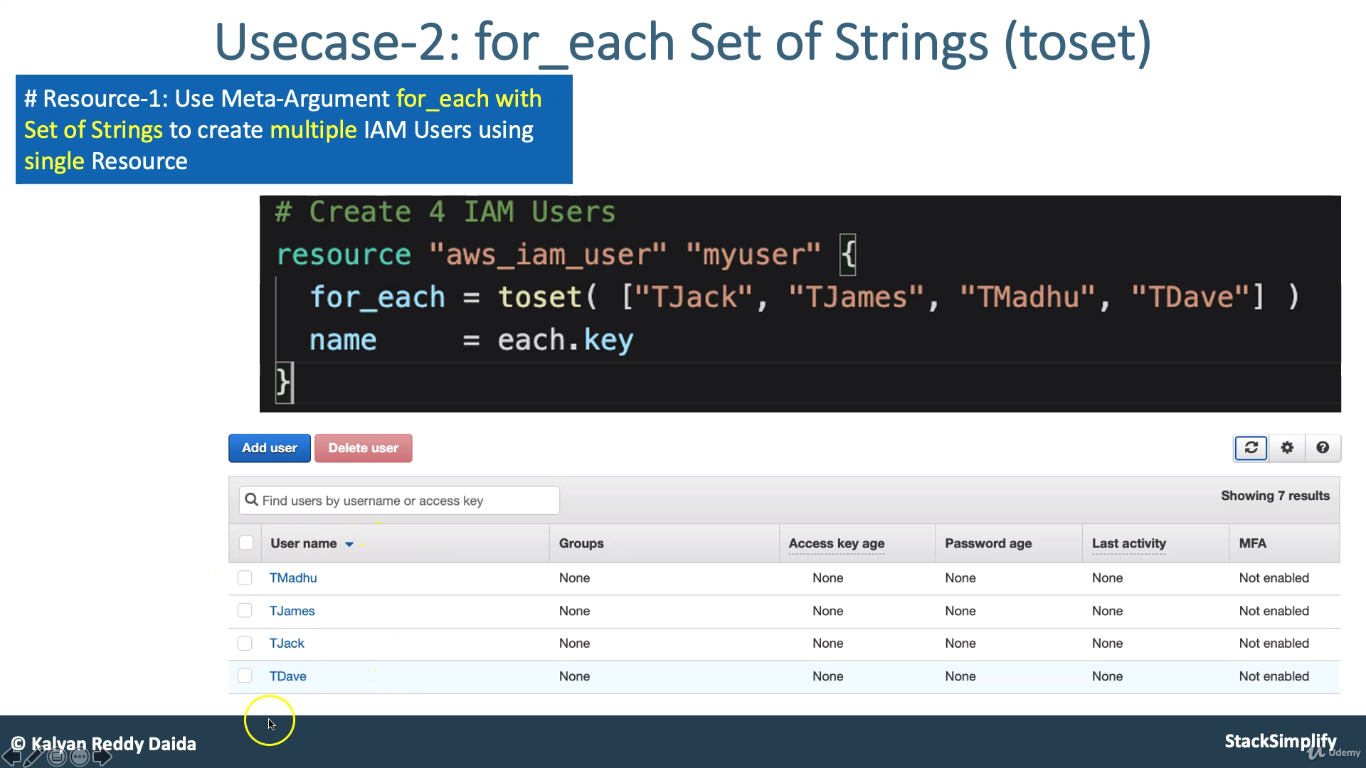 Usecase-2: for_each Set of Strings (toset)
# Resource-1: Use Meta-Argument for_each with
Set of Strings to create multiple IAM Users using
single Resource
# Create 4 IAM Users
resource "aws_iam_user" "myuser" {
for_each = toset( ["TJack", "TJames", "TMadhu", "TDave"] )
name = each.key
}
Add user Delete user
Find users by username or access key
Showing 7 results
User name Groups Access key age Password age Last activity MFA
TMadhu None None None None Not enabled
TJames None None None None Not enabled
TJack None None None None Not enabled
TDave None None None None Not enabled
© Kalyan Reddy Daida
StackSimplify
Udemy